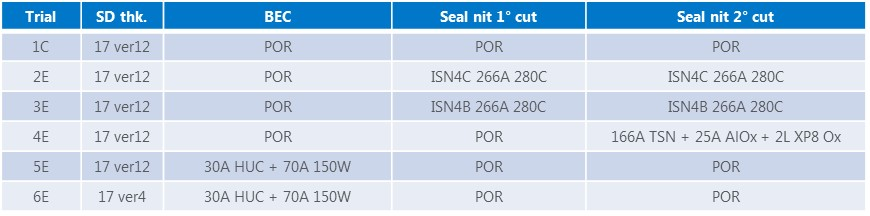 Trial SD thk. BEC Seal nit 1° cut Seal nit 2° cut
1C 17 ver12 POR POR POR
2E 17 ver12 POR ISN4C 266A 280C ISN4C 266A 280C
3E 17 ver12 POR ISN4B 266A 280C ISN4B 266A 280C
4E 17 ver12 POR POR 166A TSN + 25A AlOx + 2L XP8 Ox
5E 17 ver12 30A HUC + 70A 150W POR POR
6E 17 ver4 30A HUC + 70A 150W POR POR